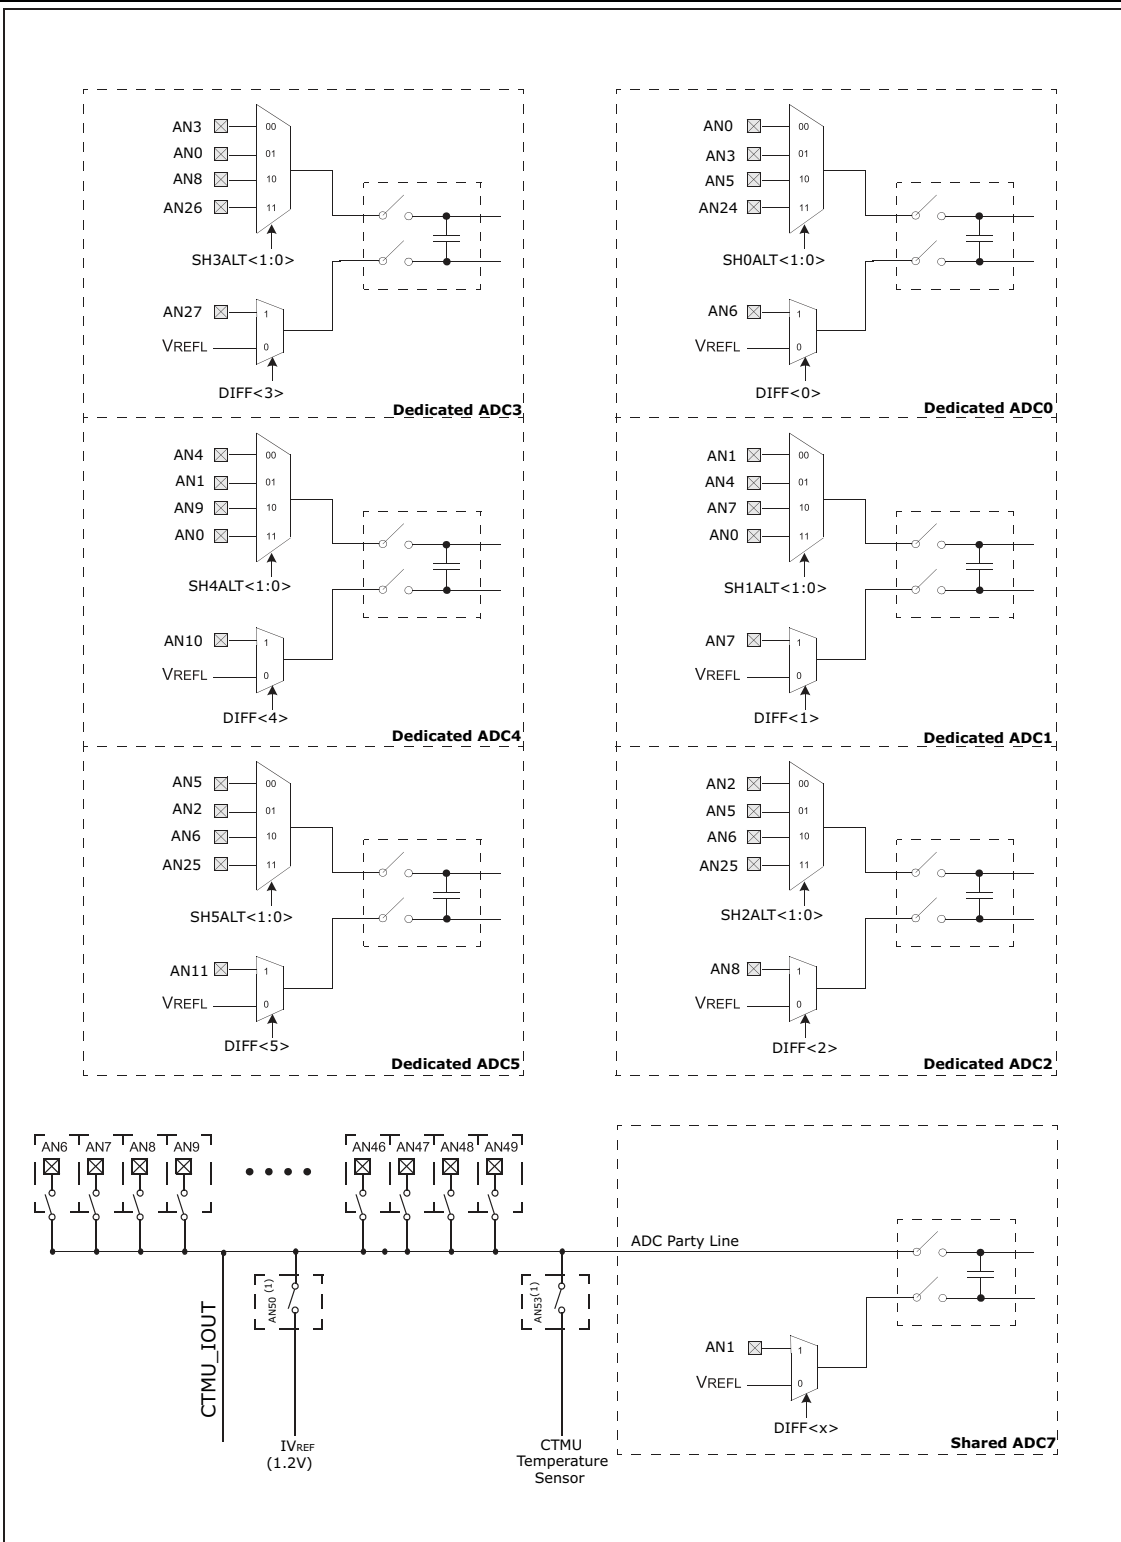 AN3
00
AN0
01
AN8
10
AN26
11
SH3ALT<1:0>
AN27
1
VREFL
0
DIFF<3>
Dedicated ADC3
AN0
00
AN3
01
AN5
10
AN24
11
SH0ALT<1:0>
AN6
1
VREFL
0
DIFF<0>
Dedicated ADC0
AN4
00
AN1
01
AN9
10
AN0
11
SH4ALT<1:0>
AN10
1
VREFL
0
DIFF<4>
Dedicated ADC4
AN1
00
AN4
01
AN7
10
AN0
11
SH1ALT<1:0>
AN7
1
VREFL
0
DIFF<1>
Dedicated ADC1
AN5
00
AN2
01
AN6
10
AN25
11
SH5ALT<1:0>
AN11
1
VREFL
0
DIFF<5>
Dedicated ADC5
AN2
00
AN5
01
AN6
10
AN25
11
SH2ALT<1:0>
AN8
1
VREFL
0
DIFF<2>
Dedicated ADC2
AN6 AN7 AN8 AN9 AN46 AN47 AN48 AN49
ADC Party Line
CTMU_IOUT
AN50 (1)
AN53(1)
IVREF
(1.2V)
CTMU
Temperature
Sensor
AN1
1
VREFL
0
DIFF<x>
Shared ADC7